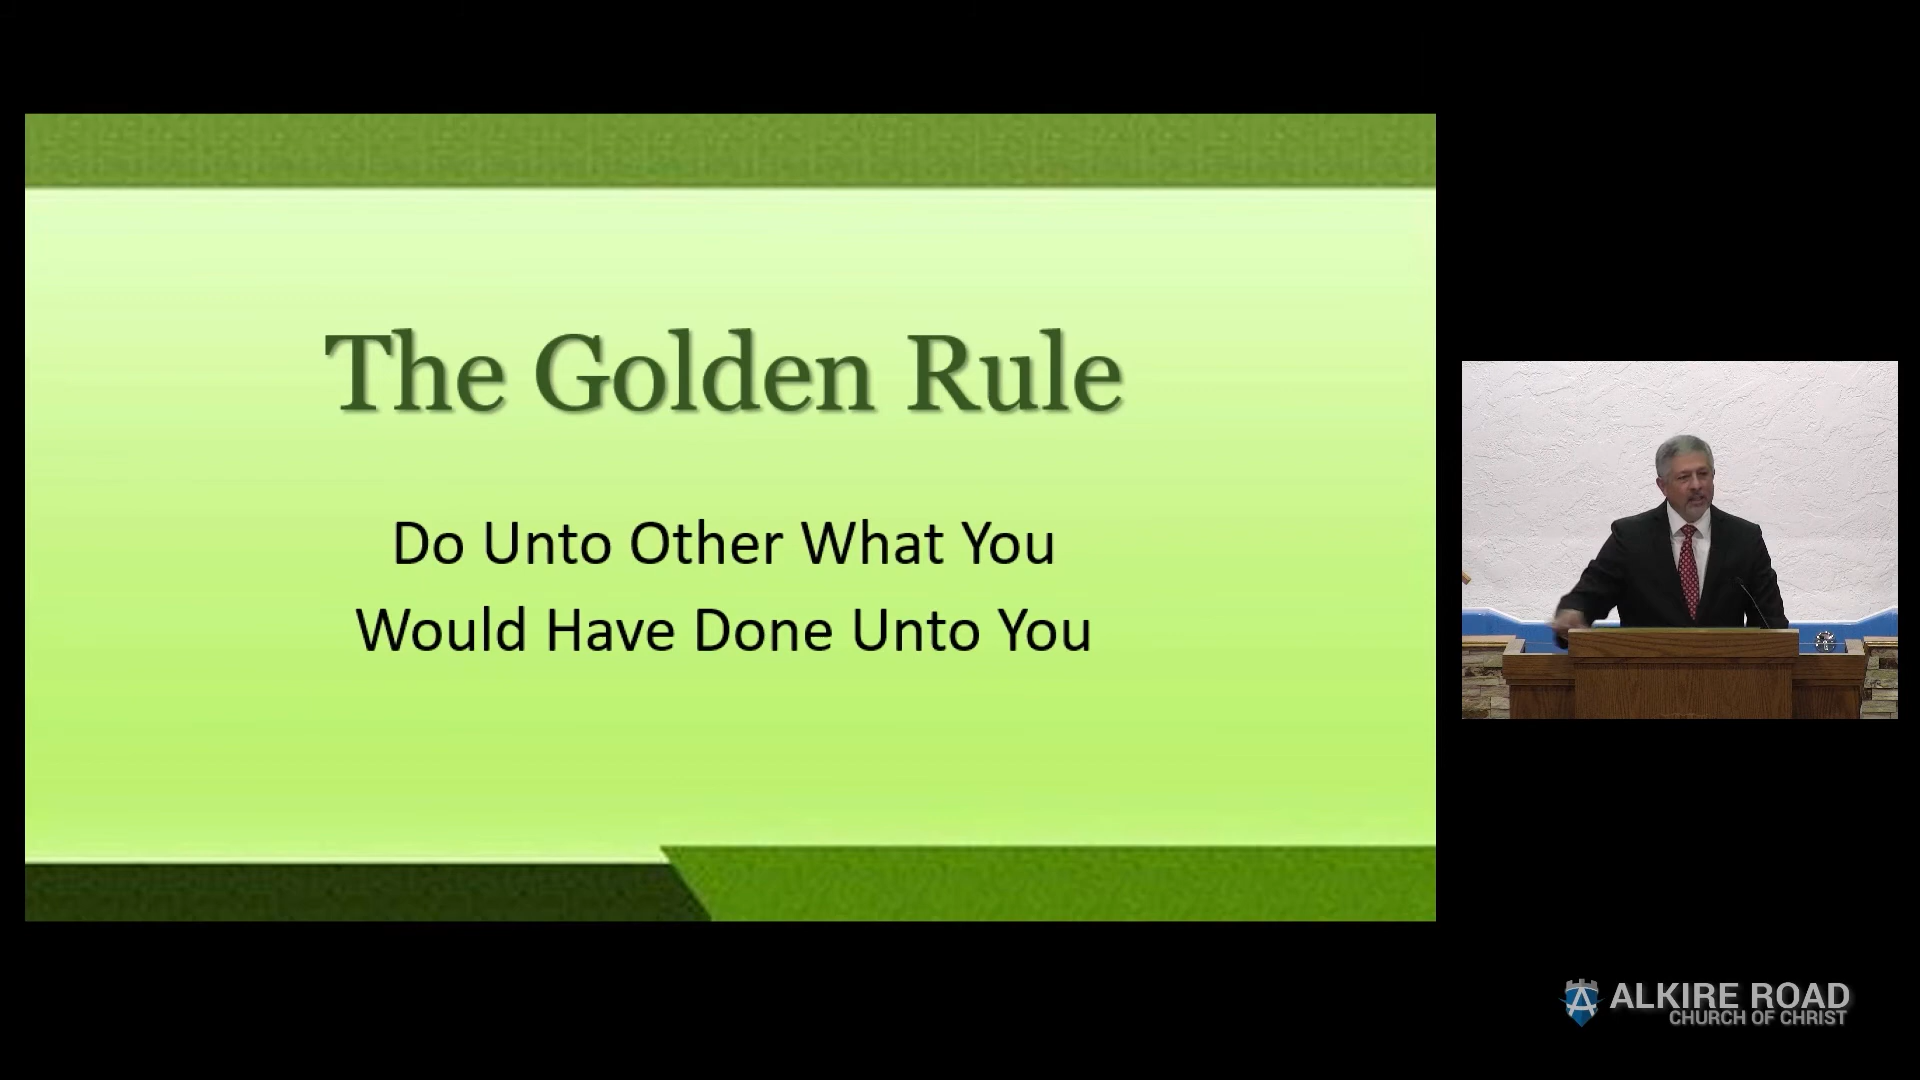 The Golden Rule
Do Unto Other What You
Would Have Done Unto You
ALKIRE ROAD
CHURCH OF CHRIST